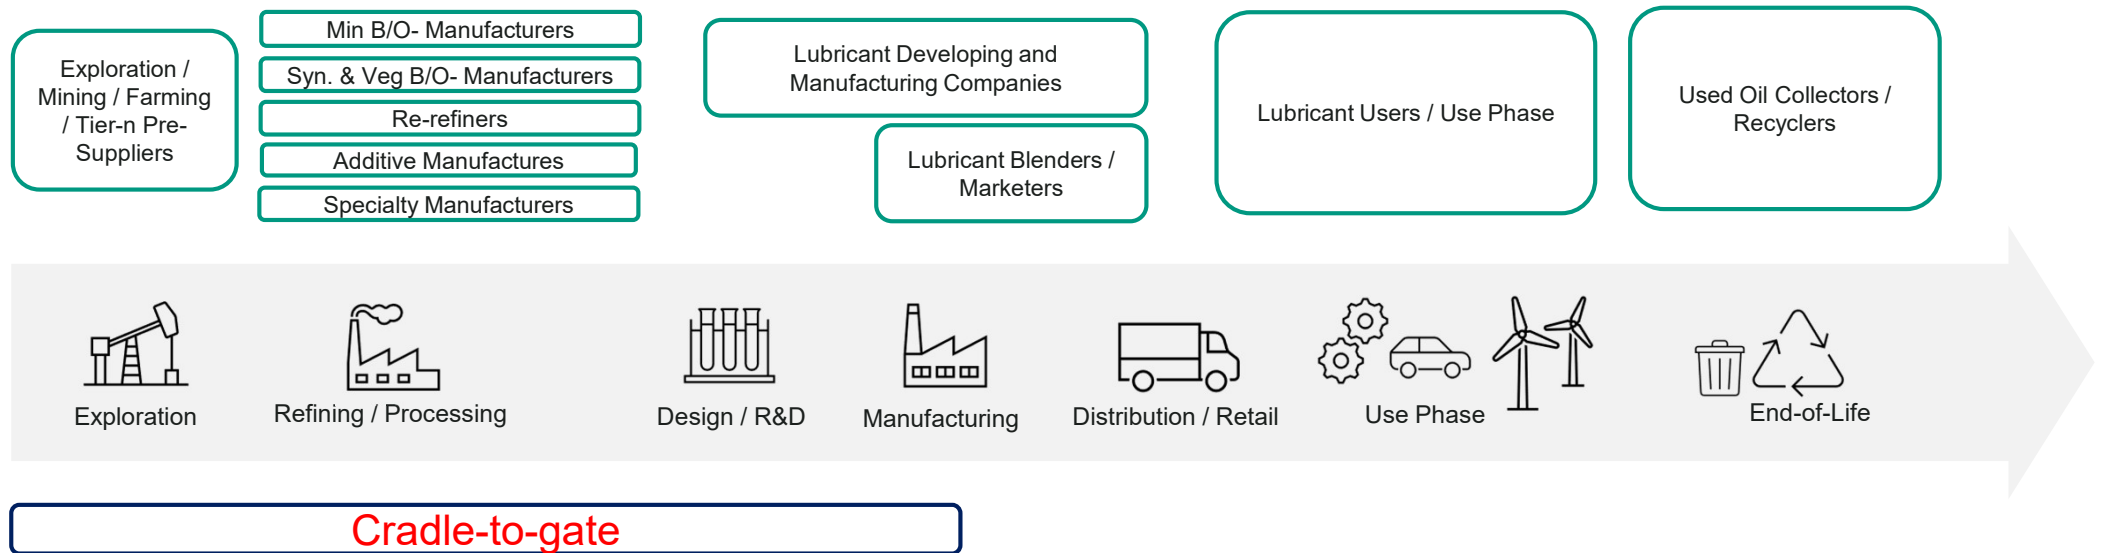 Exploration /
Mining / Farming
/ Tier-n Pre-
Suppliers
Min B/O- Manufacturers
Syn. & Veg B/O- Manufacturers
Re-refiners
Additive Manufactures
Specialty Manufacturers
Lubricant Developing and
Manufacturing Companies
Lubricant Blenders /
Marketers
Lubricant Users / Use Phase
Used Oil Collectors /
Recyclers
Exploration
Refining / Processing
Design / R&D
Manufacturing
Distribution / Retail
Use Phase
End-of-Life
Cradle-to-gate